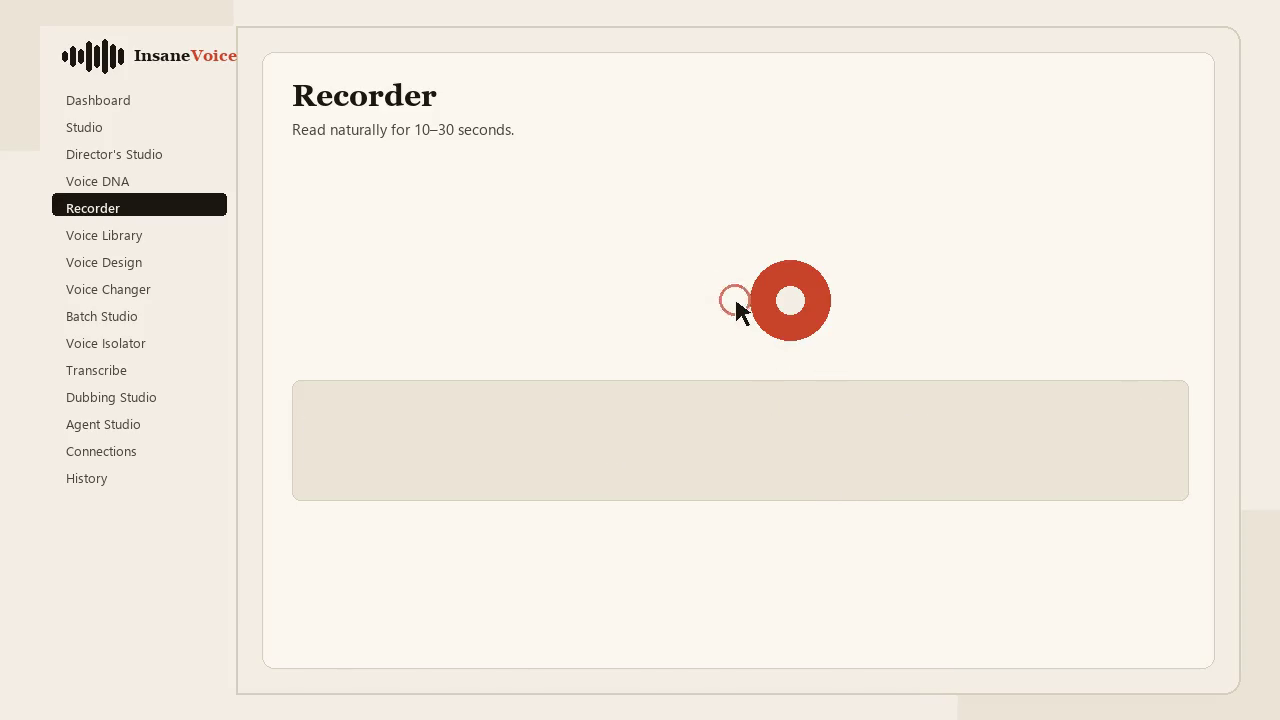 InsaneVoice
Dashboard
Studio
Director's Studio
Voice DNA
Recorder
Voice Library
Voice Design
Voice Changer
Batch Studio
Voice Isolator
Transcribe
Dubbing Studio
Agent Studio
Connections
History
Recorder
Read naturally for 10–30 seconds.